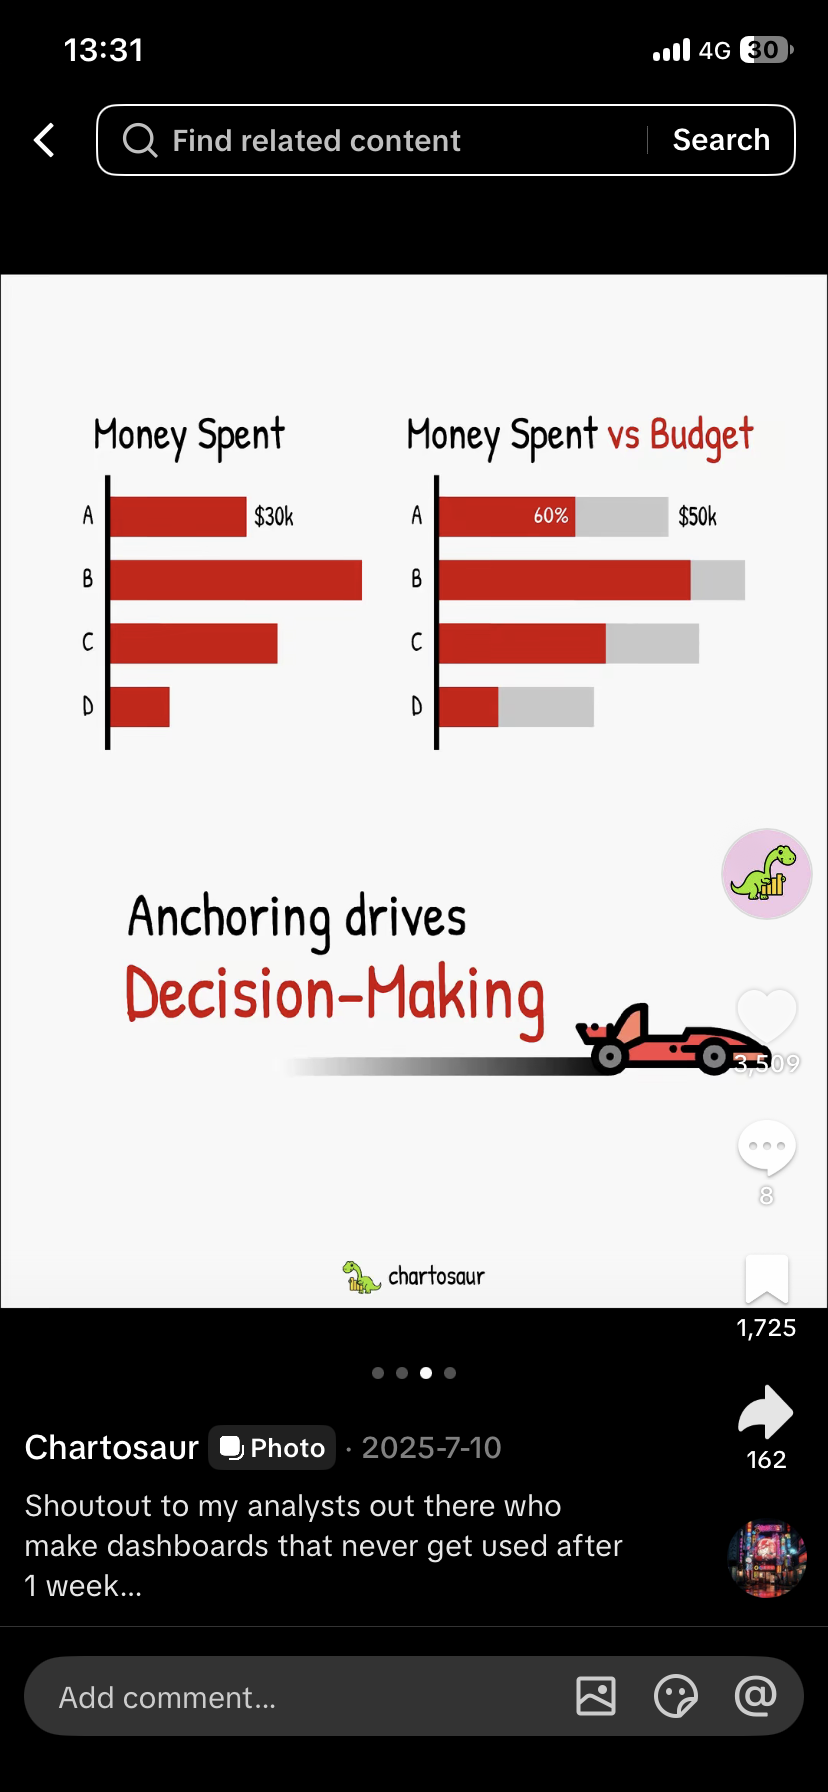 13:31
4G 30
Find related content Search
Money Spent
A $30k
B
C
D
Money Spent vs Budget
A 60% $50k
B
C
D
Anchoring drives
Decision-Making
chartosaur
3,509
8
1,725
162
Chartosaur Photo · 2025-7-10
Shoutout to my analysts out there who
make dashboards that never get used after
1 week...
Add comment...